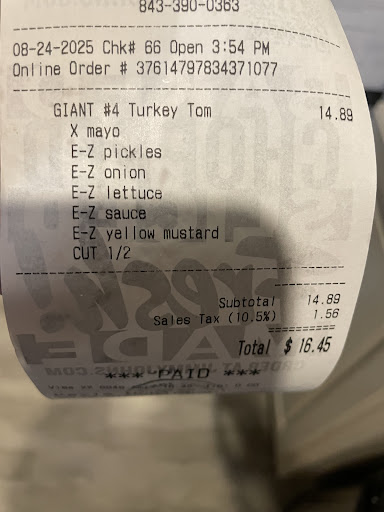 843-390-0363
08-24-2025 Chk# 66 Open 3:54 PM
Online Order # 37614797834371077
GIANT #4 Turkey Tom 14.89
X mayo
E-Z pickles
E-Z onion
E-Z lettuce
E-Z sauce
E-Z yellow mustard
CUT 1/2
Subtotal 14.89
Sales Tax (10.5%) 1.56
Total $ 16.45
*** PAID ***